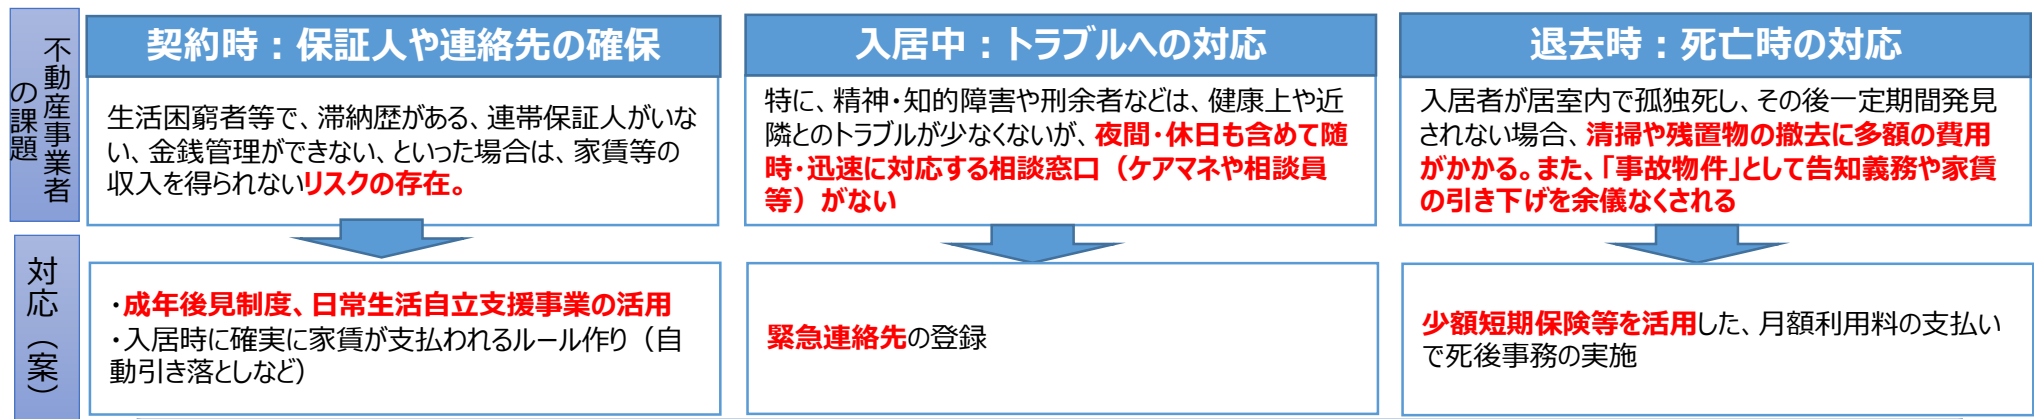 不動産事業者
の課題
契約時：保証人や連絡先の確保
生活困窮者等で、滞納歴がある、連帯保証人がいな
い、金銭管理ができない、といった場合は、家賃等の
収入を得られないリスクの存在。
入居中：トラブルへの対応
特に、精神・知的障害や刑余者などは、健康上や近
隣とのトラブルが少なくないが、夜間・休日も含めて随
時・迅速に対応する相談窓口（ケアマネや相談員
等）がない
退去時：死亡時の対応
入居者が居室内で孤独死し、その後一定期間発見
されない場合、清掃や残置物の撤去に多額の費用
がかかる。また、「事故物件」として告知義務や家賃
の引き下げを余儀なくされる
対応（案）
・成年後見制度、日常生活自立支援事業の活用
・入居時に確実に家賃が支払われるルール作り（自
動引き落としなど）
緊急連絡先の登録
少額短期保険等を活用した、月額利用料の支払い
で死後事務の実施